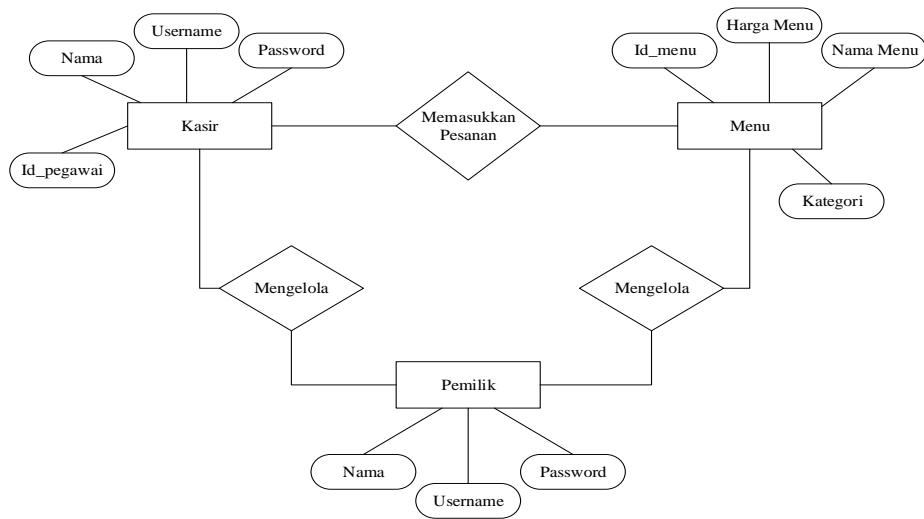 Username
Harga Menu
Nama
Password
Id_menu
Nama Menu
Kasir
Memasukkan
Pesanan
Menu
Id_pegawai
Kategori
Mengelola
Mengelola
Pemilik
Nama
Password
Username